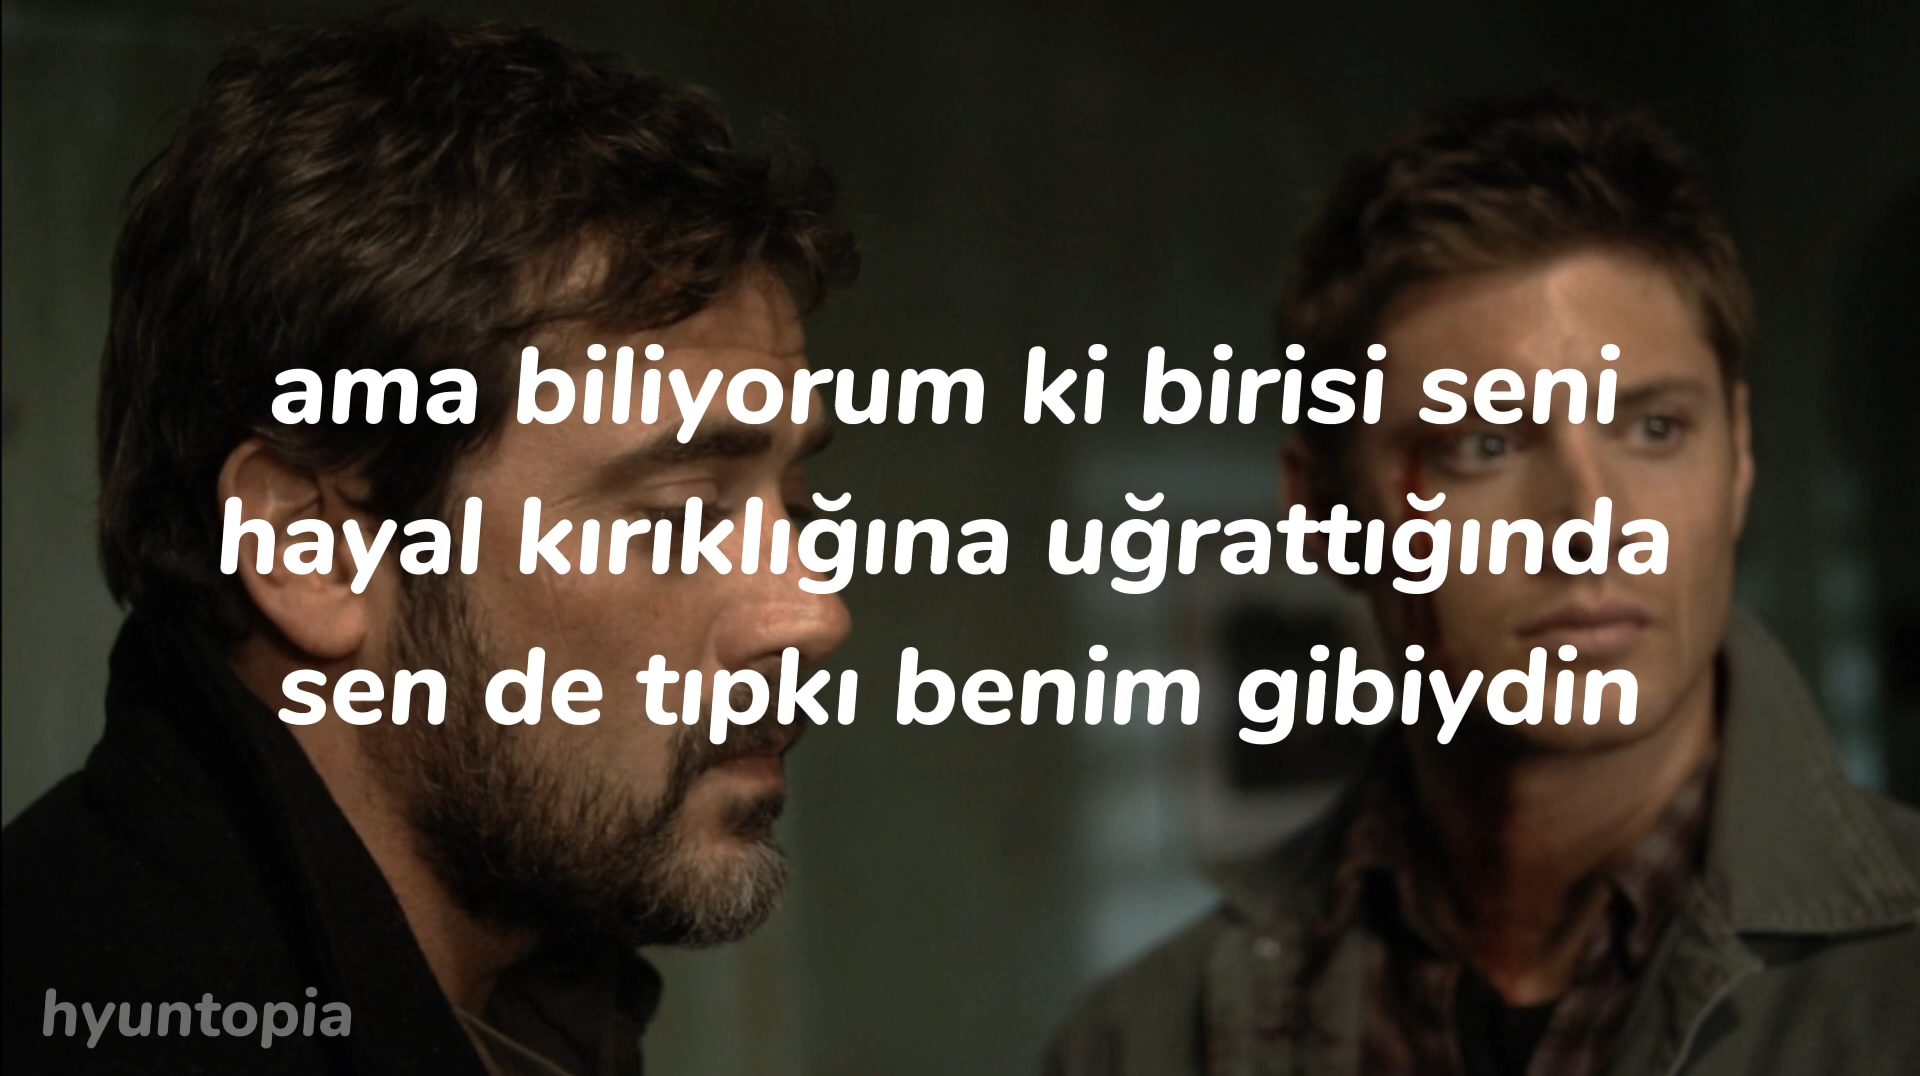 ama biliyorum ki birisi seni
hayal kırıklığına uğrattığında
sen de tıpkı benim gibiydin
hyuntopia